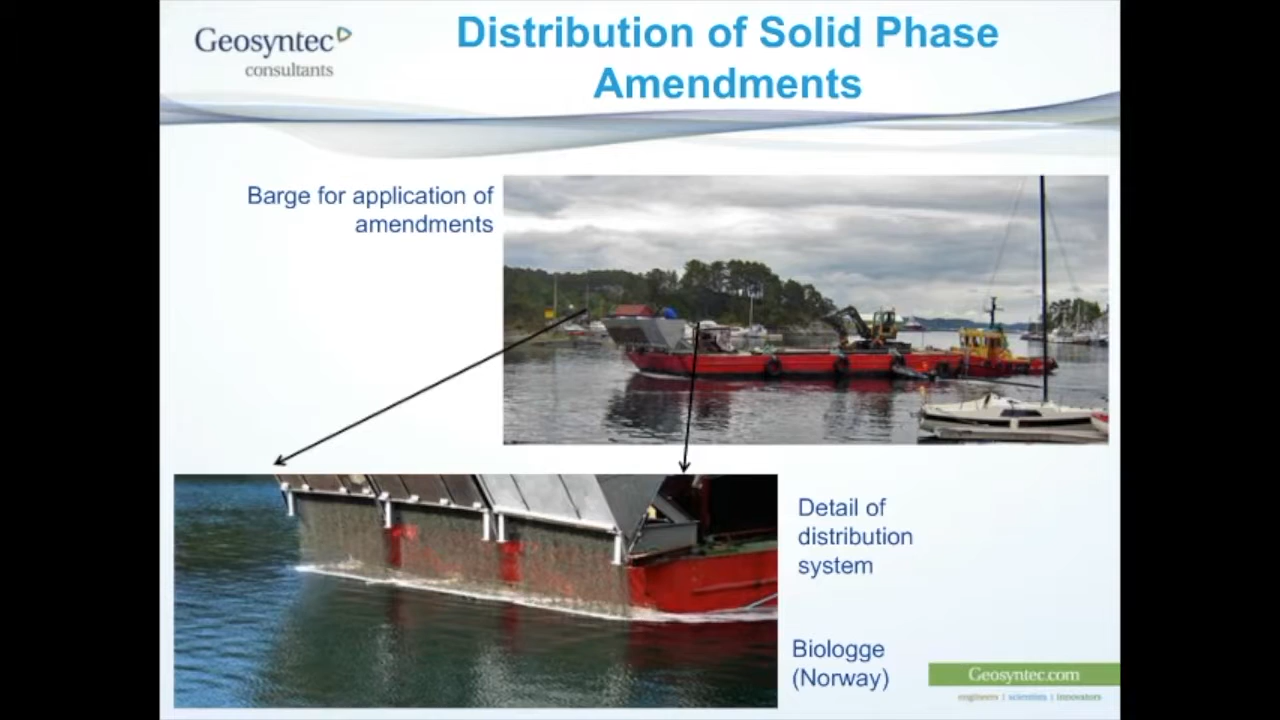 Geosyntec
consultants
Distribution of Solid Phase
Amendments
Barge for application of
amendments
Detail of
distribution
system
Biologge
(Norway)
Geosyntec.com
engineers | scientists | innovators